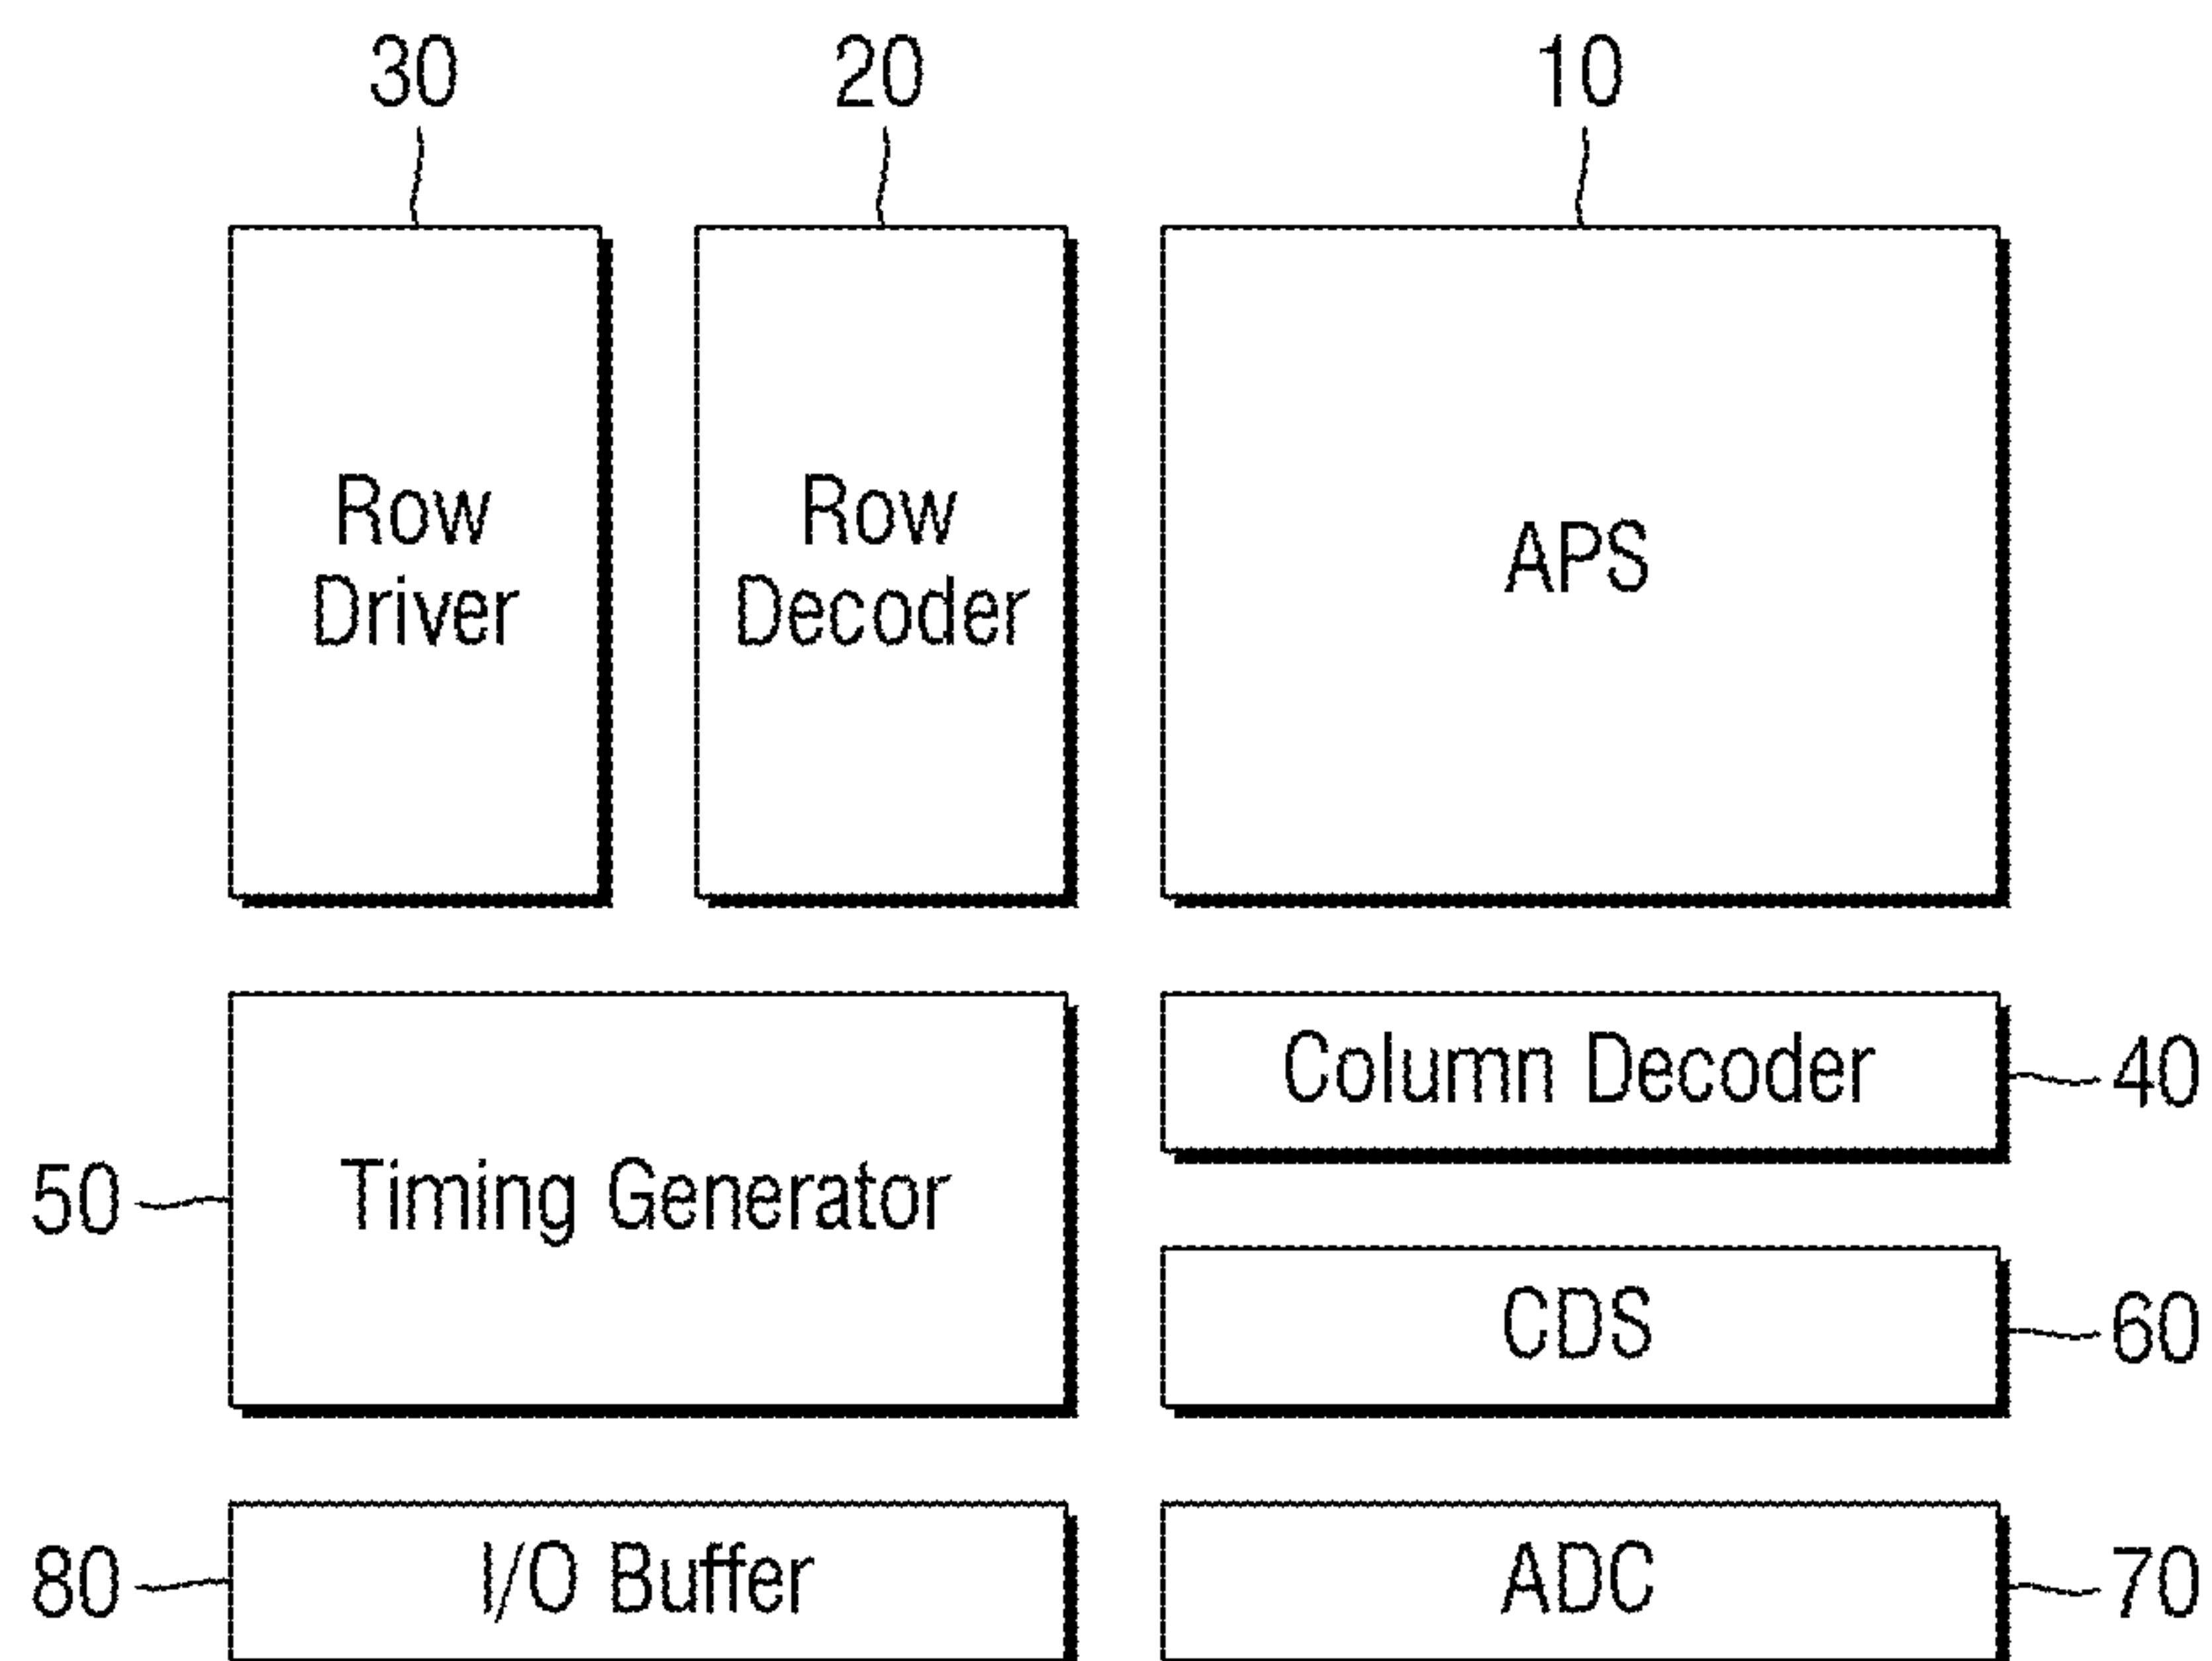 30
20
10
Row
Driver
Row
Decoder
APS
Column Decoder
40
50
Timing Generator
CDS
60
80
I/O Buffer
ADC
70